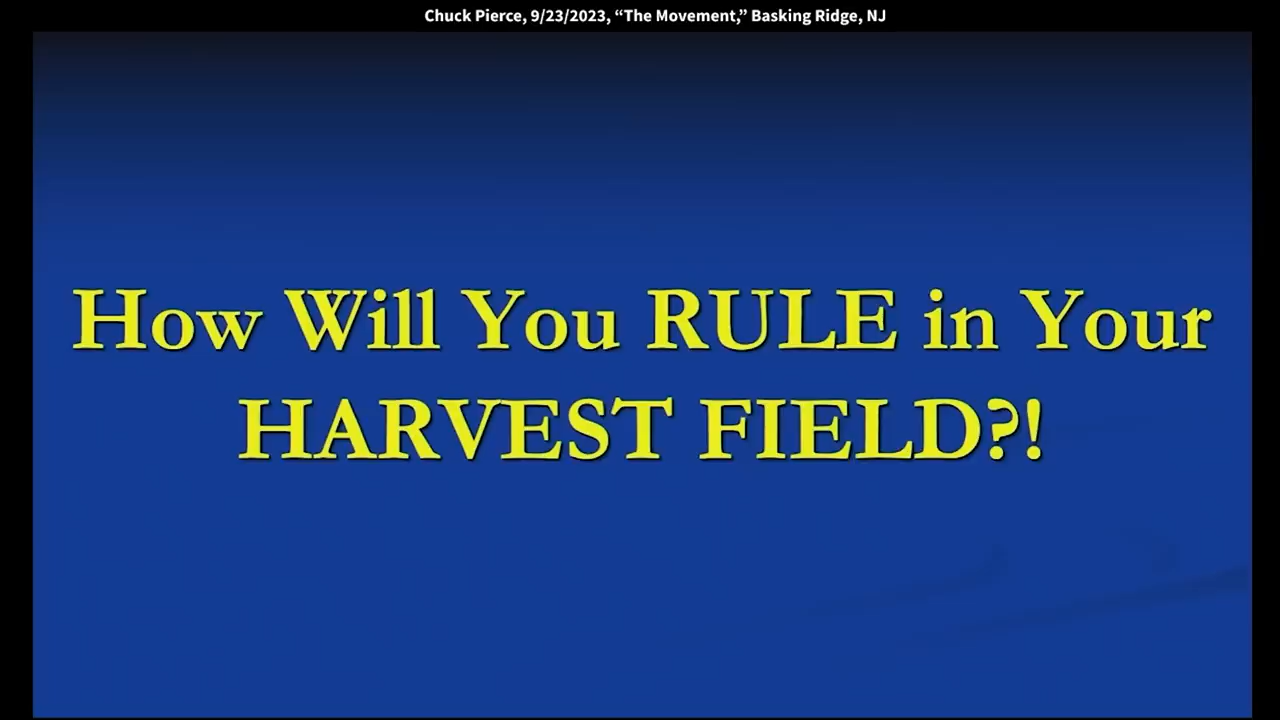 Chuck Pierce, 9/23/2023, “The Movement,” Basking Ridge, NJ
How Will You RULE in Your
HARVEST FIELD?!